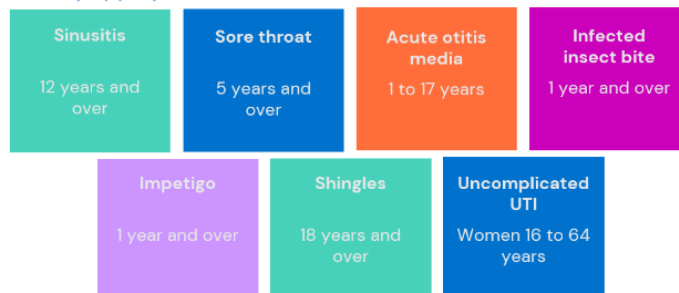 Sinusitis
12 years and
over
Sore throat
5 years and
over
Acute otitis
media
1 to 17 years
Infected
insect bite
1 year and over
Impetigo
1 year and over
Shingles
18 years and
over
Uncomplicated
UTI
Women 16 to 64
years